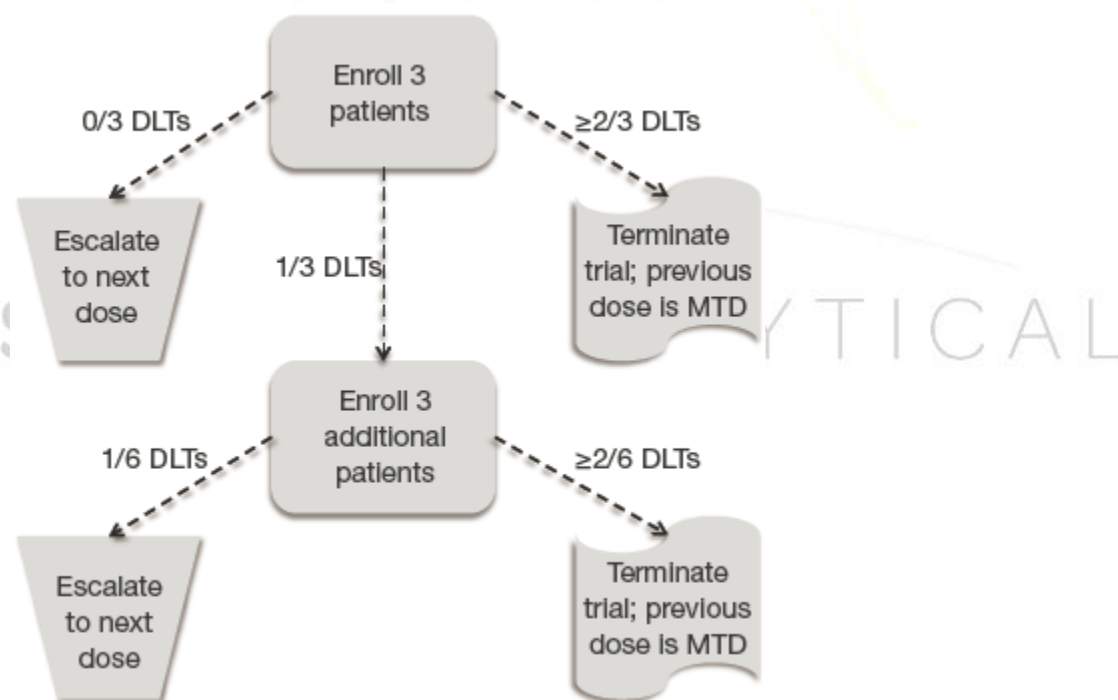 Enroll 3
patients
0/3 DLTs
≥2/3 DLTs
Escalate
to next
dose
1/3 DLTs
Terminate
trial; previous
dose is MTD
YTICAL
Enroll 3
additional
patients
1/6 DLTs
≥2/6 DLTs
Escalate
to next
dose
Terminate
trial; previous
dose is MTD